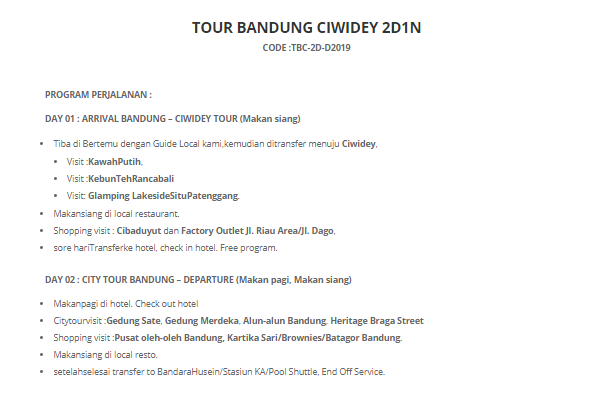 TOUR BANDUNG CIWIDEY 2D1N
CODE :TBC-2D-D2019
PROGRAM PERJALANAN :
DAY 01 : ARRIVAL BANDUNG – CIWIDEY TOUR (Makan siang)
Tiba di Bertemu dengan Guide Local kami,kemudian ditransfer menuju Ciwidey,
Visit :KawahPutih,
Visit :KebunTehRancabali
Visit: Glamping LakesideSituPatenggang.
Makansiang di local restaurant.
Shopping visit : Cibaduyut dan Factory Outlet Jl. Riau Area/Jl. Dago,
sore hariTransferke hotel, check in hotel. Free program.
DAY 02 : CITY TOUR BANDUNG – DEPARTURE (Makan pagi, Makan siang)
Makanpagi di hotel. Check out hotel
Citytourvisit :Gedung Sate, Gedung Merdeka, Alun-alun Bandung, Heritage Braga Street
Shopping visit :Pusat oleh-oleh Bandung, Kartika Sari/Brownies/Batagor Bandung.
Makansiang di local resto.
setelahselesai transfer to BandaraHusein/Stasiun KA/Pool Shuttle, End Off Service.